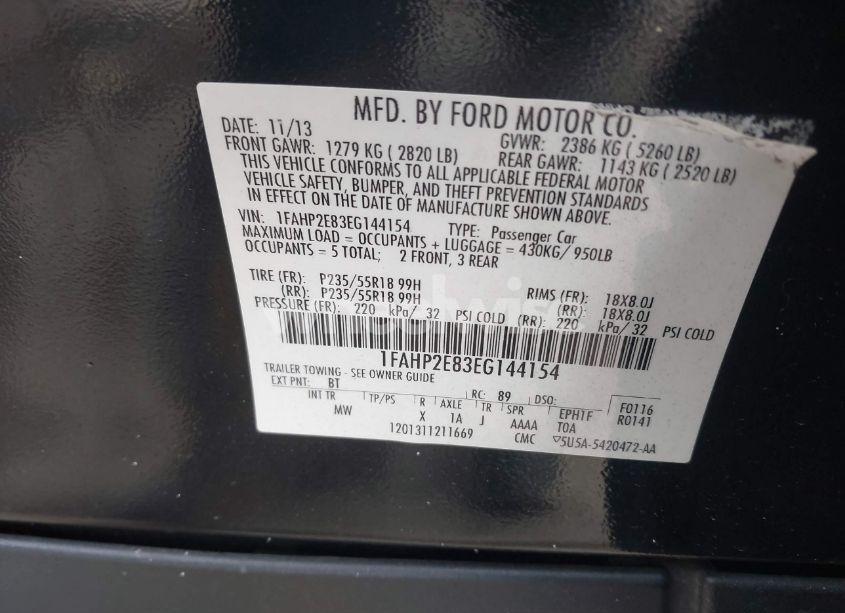 MFD. BY FORD MOTOR CO.
DATE: 11/13 GVWR: 2386 KG ( 5260 LB)
FRONT GAWR: 1279 KG ( 2820 LB) REAR GAWR: 1143 KG ( 2520 LB)
THIS VEHICLE CONFORMS TO ALL APPLICABLE FEDERAL MOTOR
VEHICLE SAFETY, BUMPER, AND THEFT PREVENTION STANDARDS
IN EFFECT ON THE DATE OF MANUFACTURE SHOWN ABOVE.
VIN: 1FAHP2E83EG144154 TYPE: Passenger Car
MAXIMUM LOAD = OCCUPANTS + LUGGAGE = 430KG/ 950LB
OCCUPANTS = 5 TOTAL; 2 FRONT, 3 REAR
TIRE (FR): P235/55R18 99H RIMS (FR): 18X8.0J
(RR): P235/55R18 99H (RR): 18X8.0J
PRESSURE (FR): 220 kPa/ 32 PSI COLD (RR): 220 kPa/ 32 PSI COLD
1FAHP2E83EG144154
TRAILER TOWING - SEE OWNER GUIDE
EXT PNT: BT RC: 89 DSO: F0116
INT TR TP/PS R AXLE TR SPR EPH1F R0141
MW X 1A J AAAA TOA
1201311211669 CMC ▽5U5A-5420472-AA